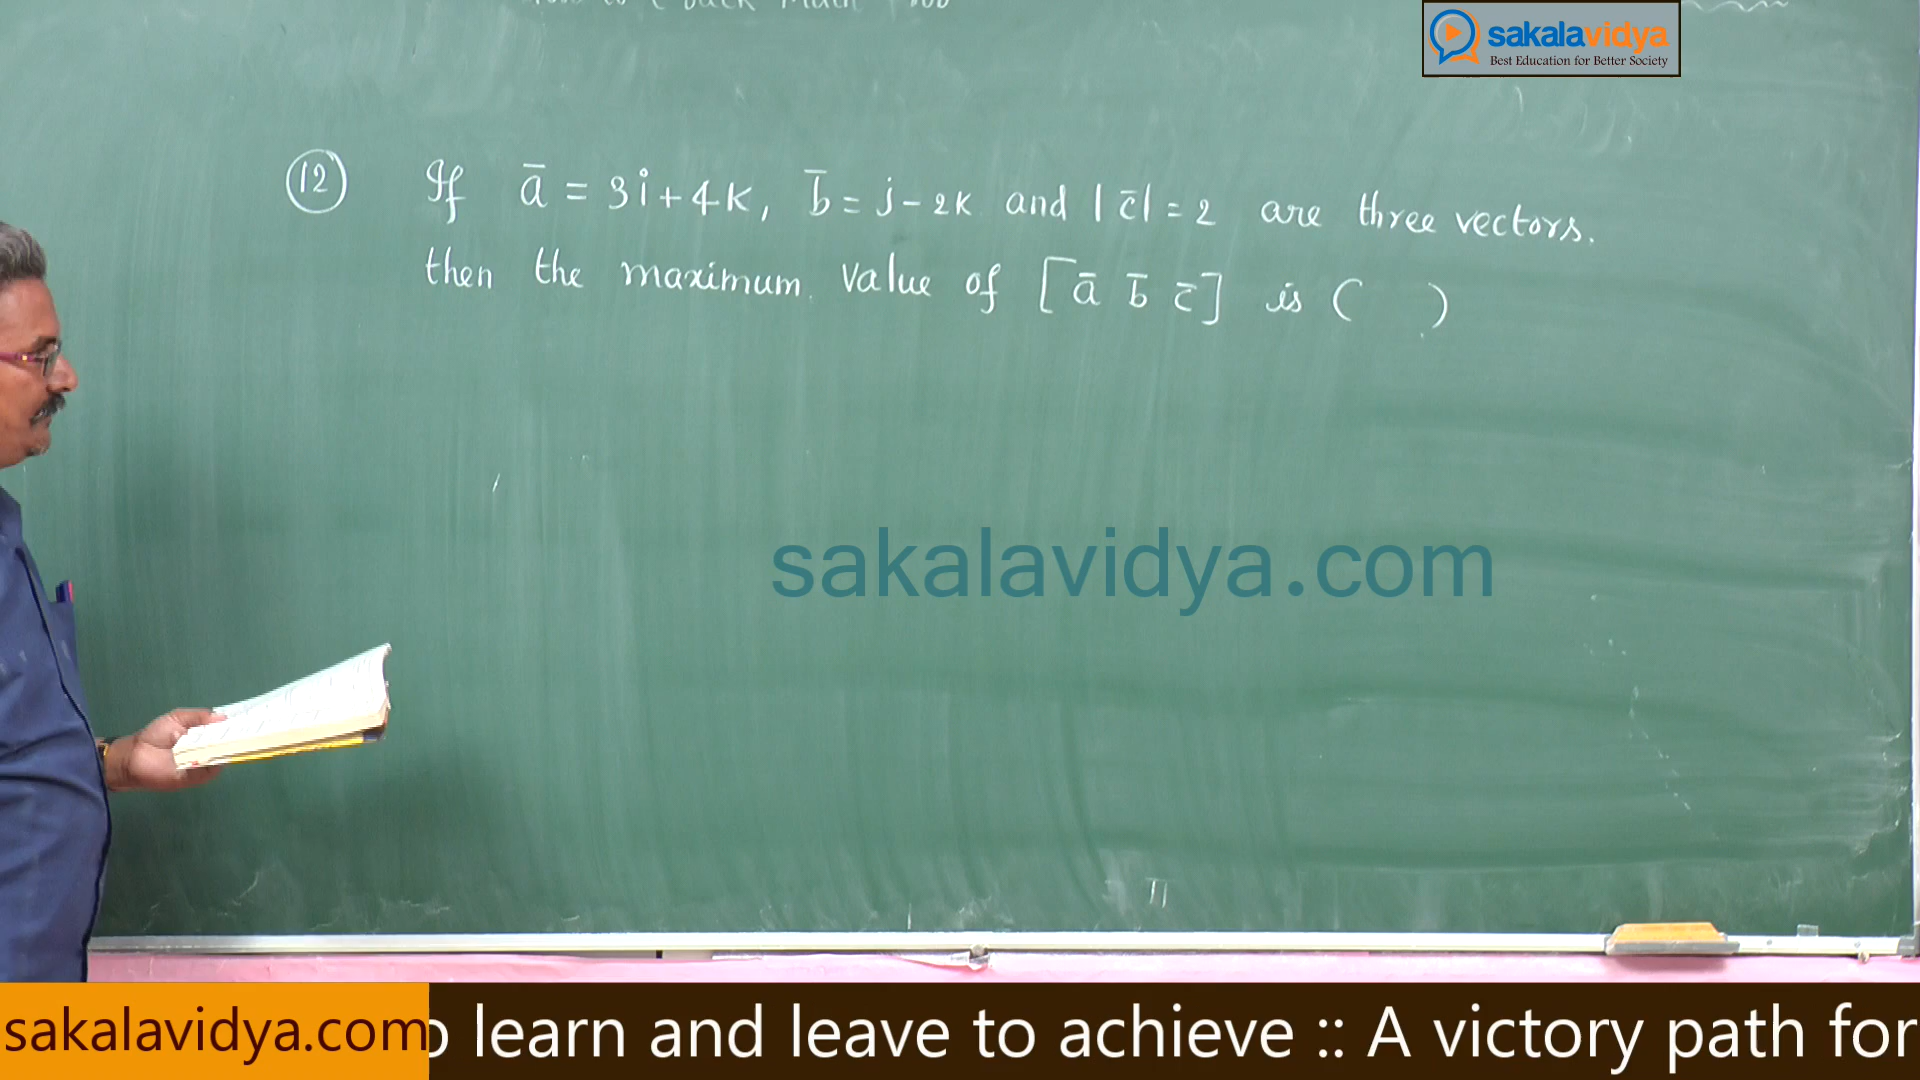 sakalavidya
Best Education for Better Society
(12) If ā = 3i + 4k, b̄ = j - 2k and |c̄| = 2 are three vectors.
then the maximum value of [ā b̄ c̄] is ( )
sakalavidya.com
sakalavidya.com
o learn and leave to achieve :: A victory path for